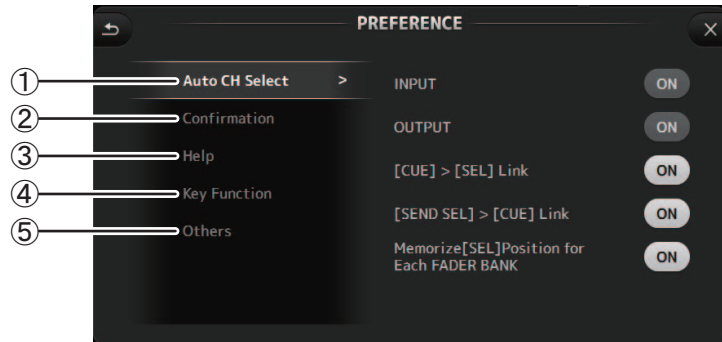 PREFERENCE
① Auto CH Select >
② Confirmation
③ Help
④ Key Function
⑤ Others
INPUT ON
OUTPUT ON
[CUE] > [SEL] Link ON
[SEND SEL] > [CUE] Link ON
Memorize[SEL]Position for
Each FADER BANK ON